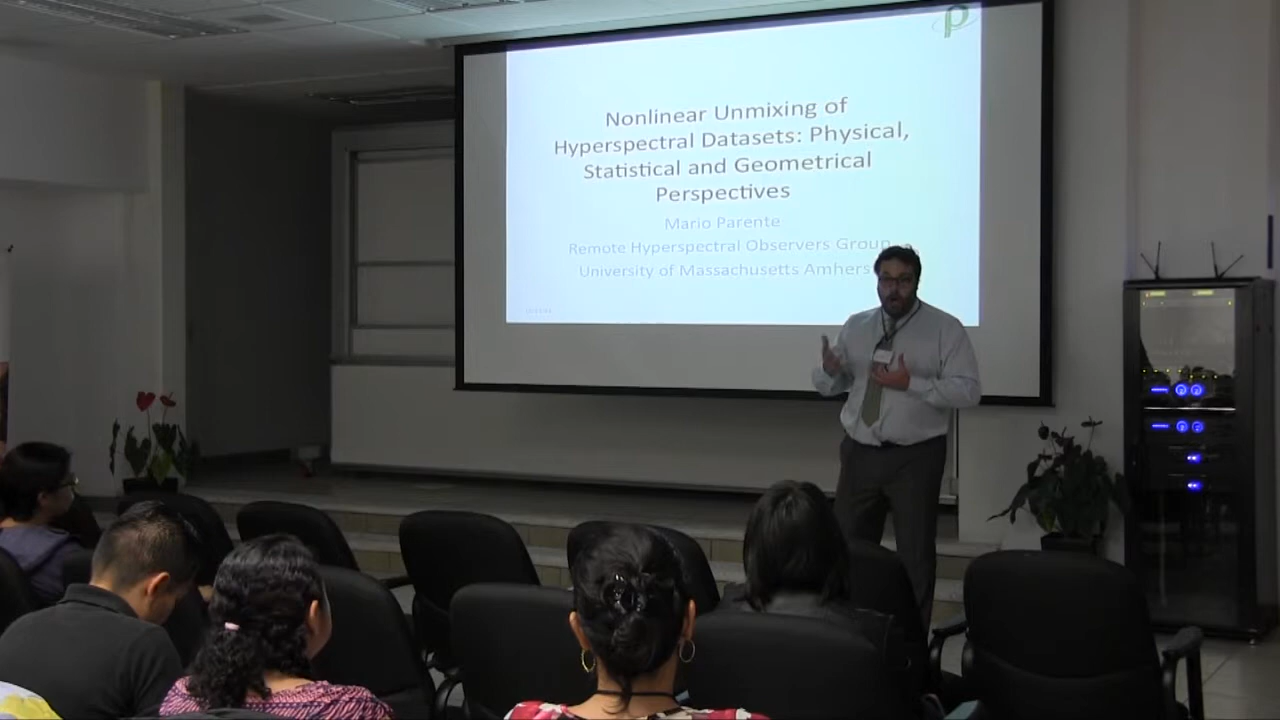 Nonlinear Unmixing of
Hyperspectral Datasets: Physical,
Statistical and Geometrical
Perspectives
Mario Parente
Remote Hyperspectral Observers Group
University of Massachusetts Amhers